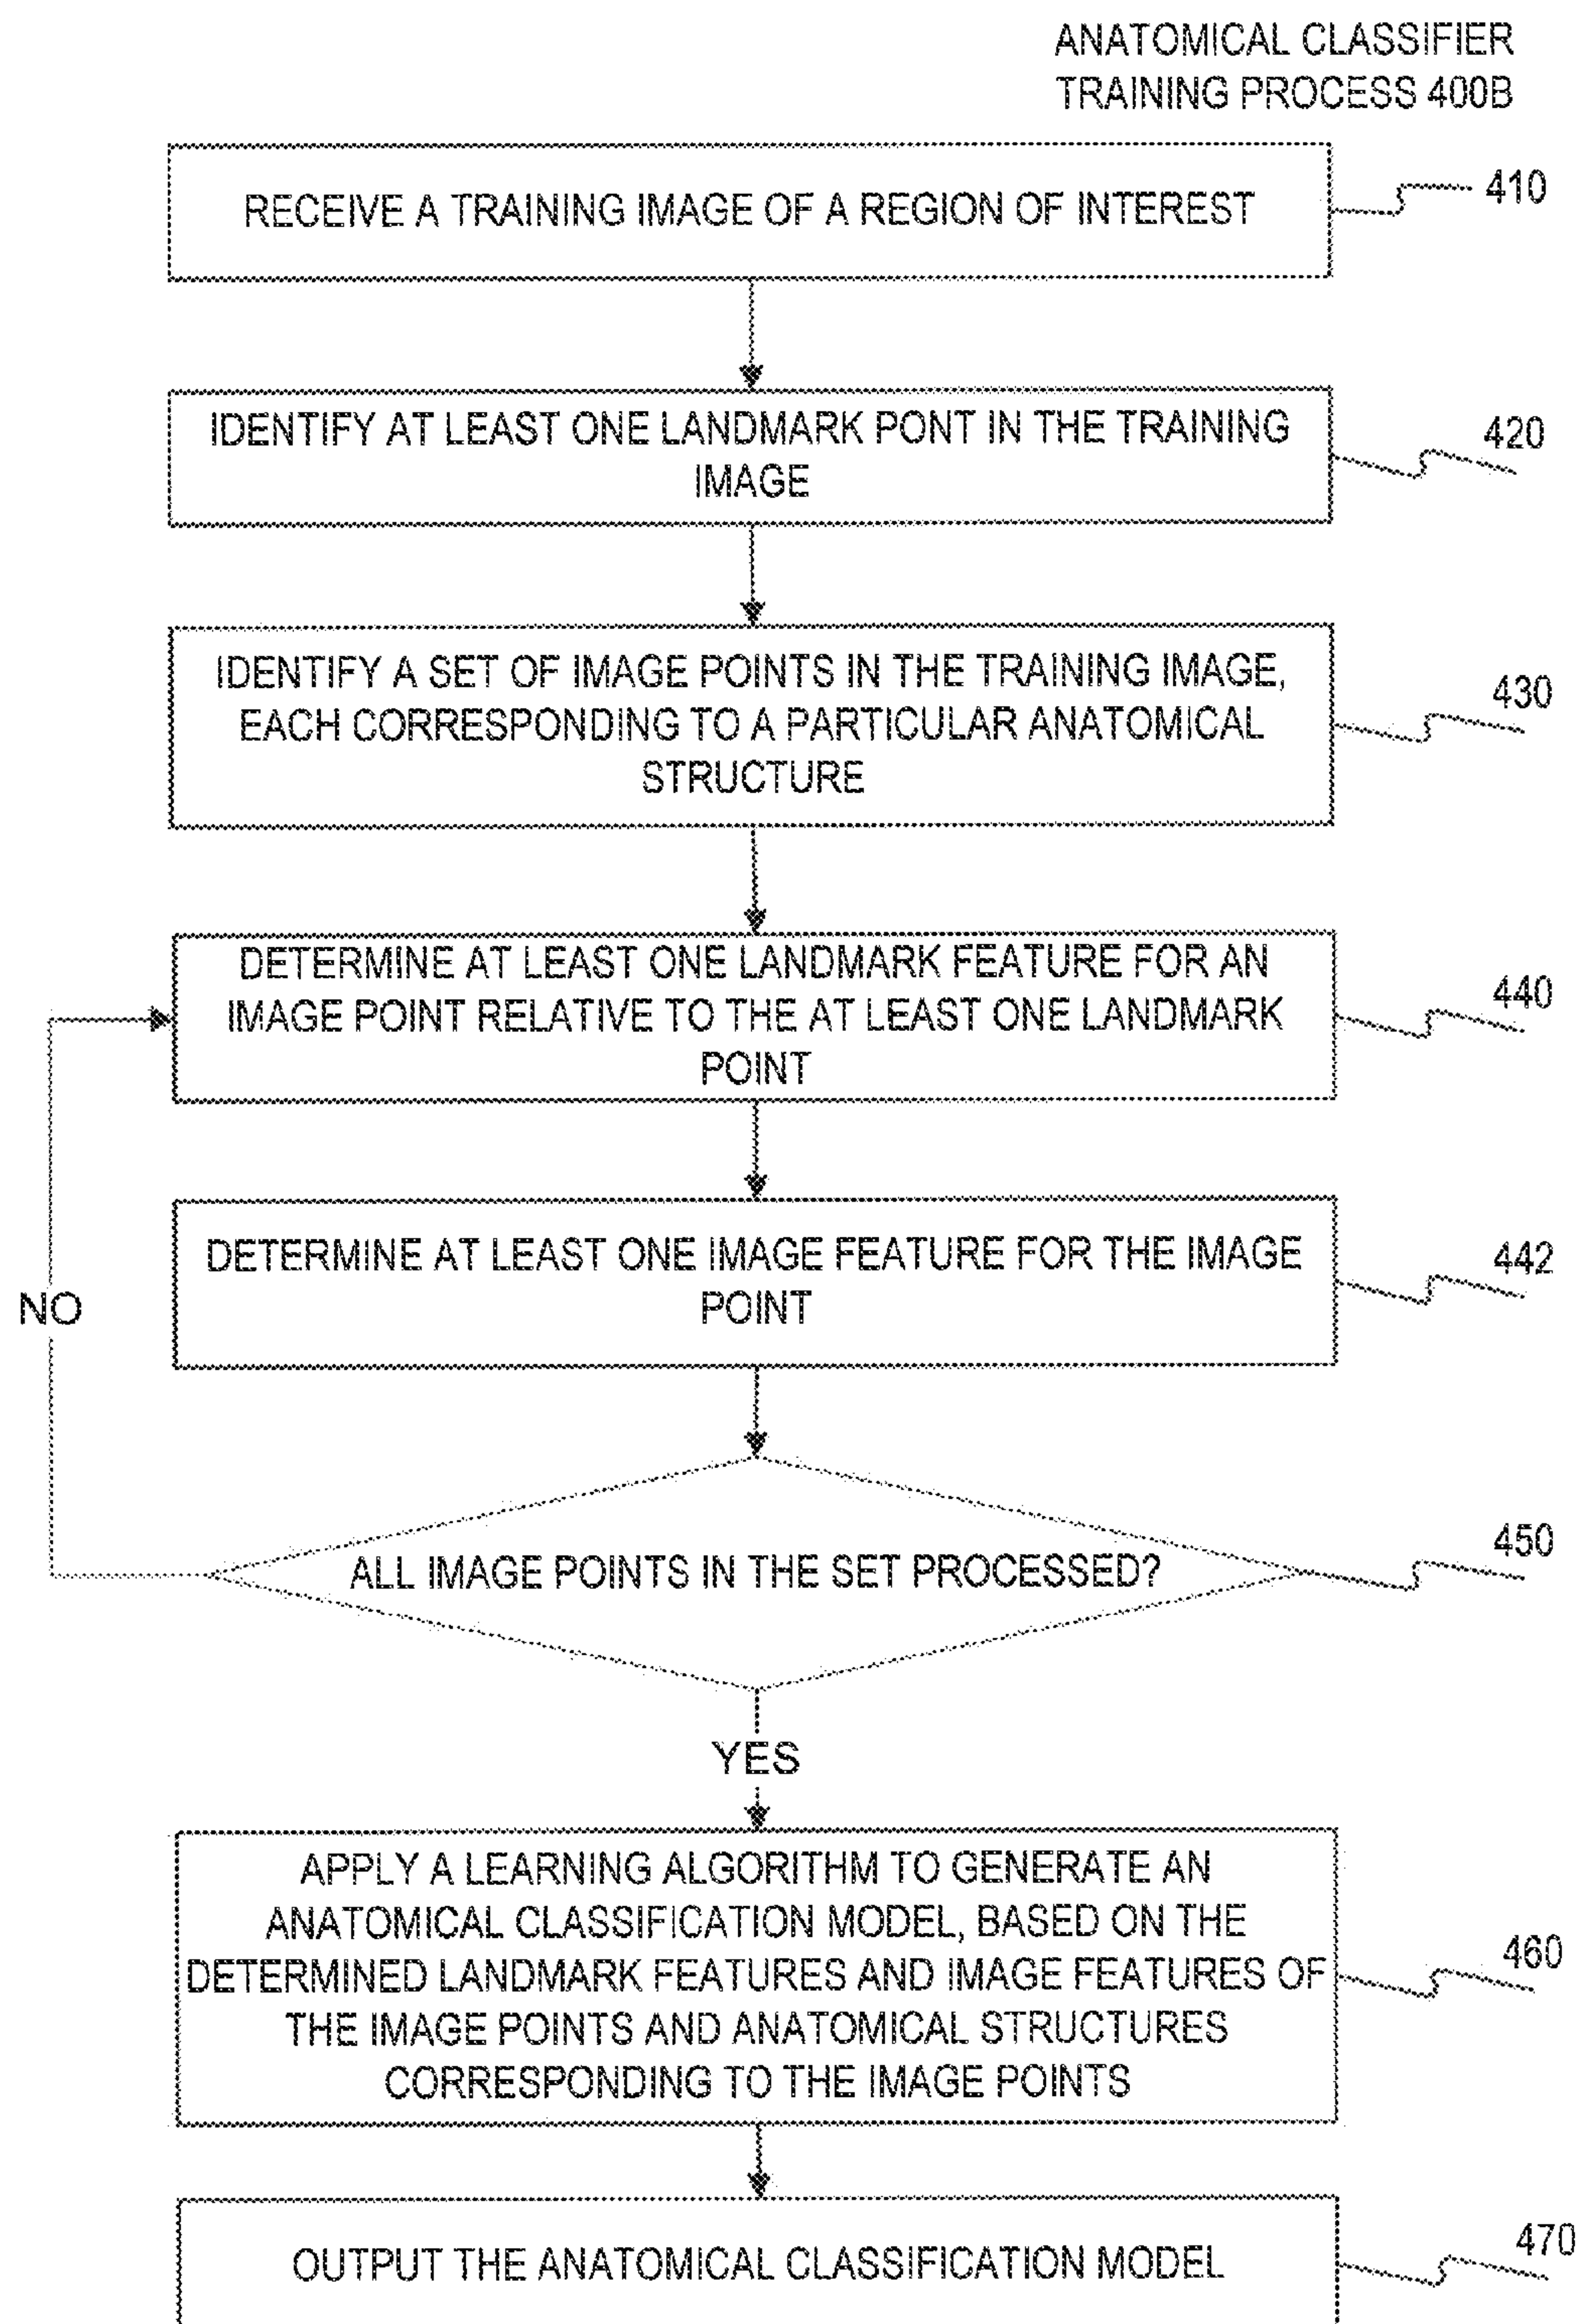 ANATOMICAL CLASSIFIER
TRAINING PROCESS 400B
RECEIVE A TRAINING IMAGE OF A REGION OF INTEREST
410
IDENTIFY AT LEAST ONE LANDMARK PONT IN THE TRAINING
IMAGE
420
IDENTIFY A SET OF IMAGE POINTS IN THE TRAINING IMAGE,
EACH CORRESPONDING TO A PARTICULAR ANATOMICAL
STRUCTURE
430
DETERMINE AT LEAST ONE LANDMARK FEATURE FOR AN
IMAGE POINT RELATIVE TO THE AT LEAST ONE LANDMARK
POINT
440
DETERMINE AT LEAST ONE IMAGE FEATURE FOR THE IMAGE
POINT
442
NO
ALL IMAGE POINTS IN THE SET PROCESSED?
450
YES
APPLY A LEARNING ALGORITHM TO GENERATE AN
ANATOMICAL CLASSIFICATION MODEL, BASED ON THE
DETERMINED LANDMARK FEATURES AND IMAGE FEATURES OF
THE IMAGE POINTS AND ANATOMICAL STRUCTURES
CORRESPONDING TO THE IMAGE POINTS
460
OUTPUT THE ANATOMICAL CLASSIFICATION MODEL
470